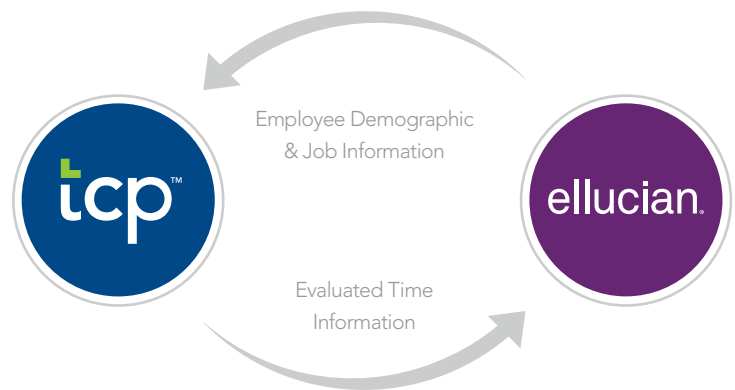 Employee Demographic
& Job Information
tcp™
ellucian.
Evaluated Time
Information